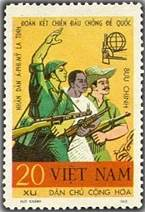 ĐOÀN KẾT CHIẾN ĐẤU CHỐNG ĐẾ QUỐC
NHÂN DÂN Á-PHI-MỸ LA TINH
BƯU CHÍNH
20 VIỆT NAM
XU DÂN CHỦ CỘNG HÒA